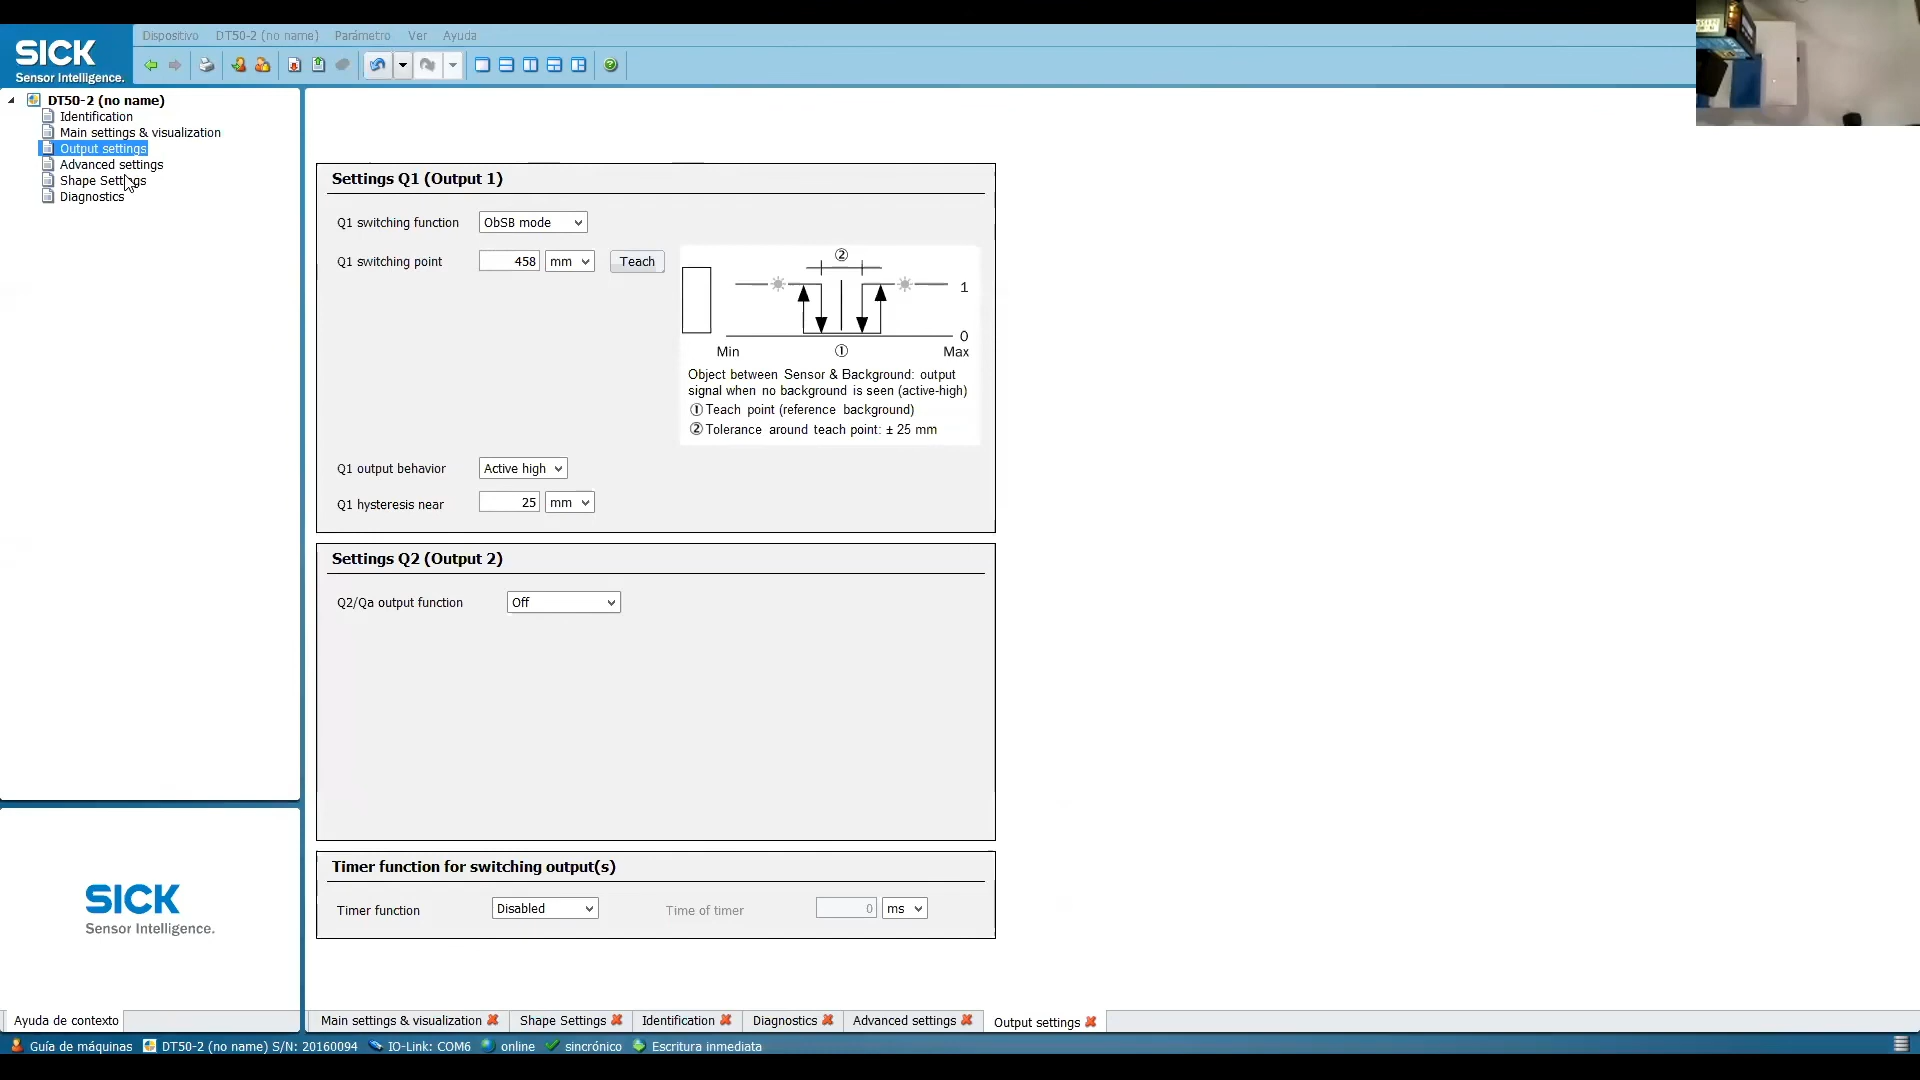 SICK
Sensor Intelligence.
Dispositivo DT50-2 (no name) Parámetro Ver Ayuda
DT50-2 (no name)
Identification
Main settings & visualization
Output settings
Advanced settings
Shape Settings
Diagnostics
Settings Q1 (Output 1)
Q1 switching function ObSB mode
Q1 switching point 458 mm Teach
②
1
0
Min ① Max
Object between Sensor & Background: output
signal when no background is seen (active-high)
① Teach point (reference background)
② Tolerance around teach point: ± 25 mm
Q1 output behavior Active high
Q1 hysteresis near 25 mm
Settings Q2 (Output 2)
Q2/Qa output function Off
Timer function for switching output(s)
Timer function Disabled Time of timer 0 ms
SICK
Sensor Intelligence.
Ayuda de contexto
Main settings & visualization Shape Settings Identification Diagnostics Advanced settings Output settings
Guía de máquinas DT50-2 (no name) S/N: 20160094 IO-Link: COM6 online sincrónico Escritura inmediata